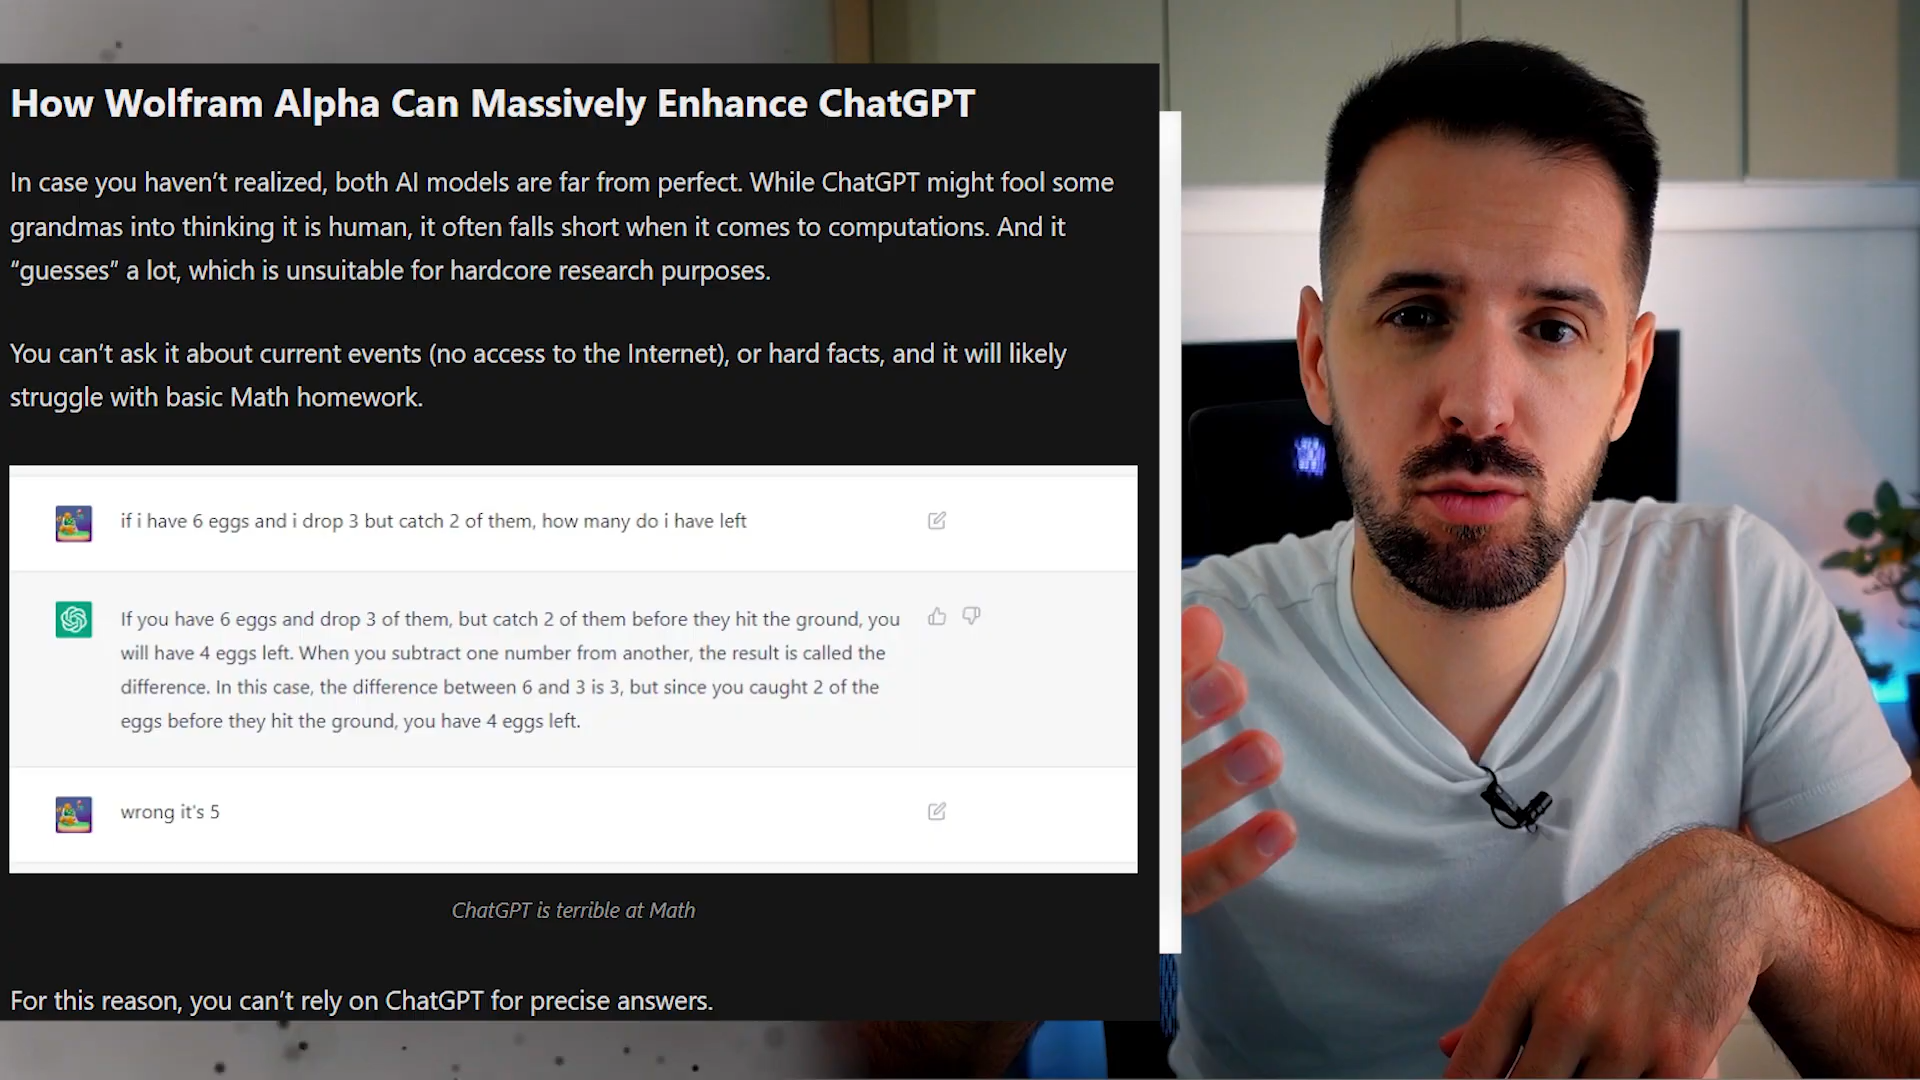 How Wolfram Alpha Can Massively Enhance ChatGPT
In case you haven’t realized, both AI models are far from perfect. While ChatGPT might fool some
grandmas into thinking it is human, it often falls short when it comes to computations. And it
“guesses” a lot, which is unsuitable for hardcore research purposes.
You can’t ask it about current events (no access to the Internet), or hard facts, and it will likely
struggle with basic Math homework.
if i have 6 eggs and i drop 3 but catch 2 of them, how many do i have left
If you have 6 eggs and drop 3 of them, but catch 2 of them before they hit the ground, you
will have 4 eggs left. When you subtract one number from another, the result is called the
difference. In this case, the difference between 6 and 3 is 3, but since you caught 2 of the
eggs before they hit the ground, you have 4 eggs left.
wrong it's 5
ChatGPT is terrible at Math
For this reason, you can’t rely on ChatGPT for precise answers.